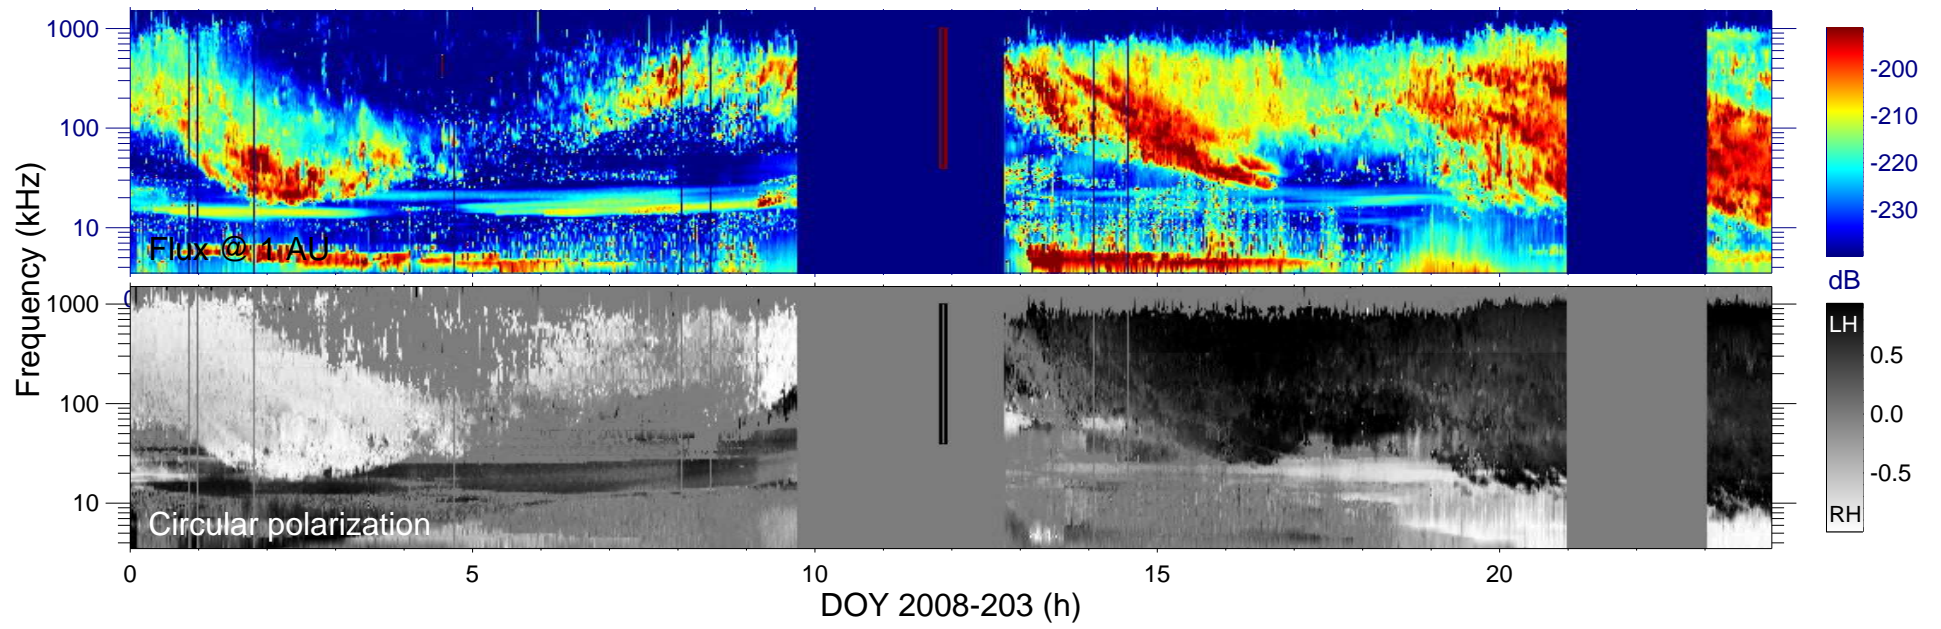 Frequency (kHz)
1000
100
10
Flux @ 1 AU
0
-200
-210
-220
-230
dB
1000
100
10
Circular polarization
LH
0.5
0.0
-0.5
RH
0
5
10
15
20
DOY 2008-203 (h)